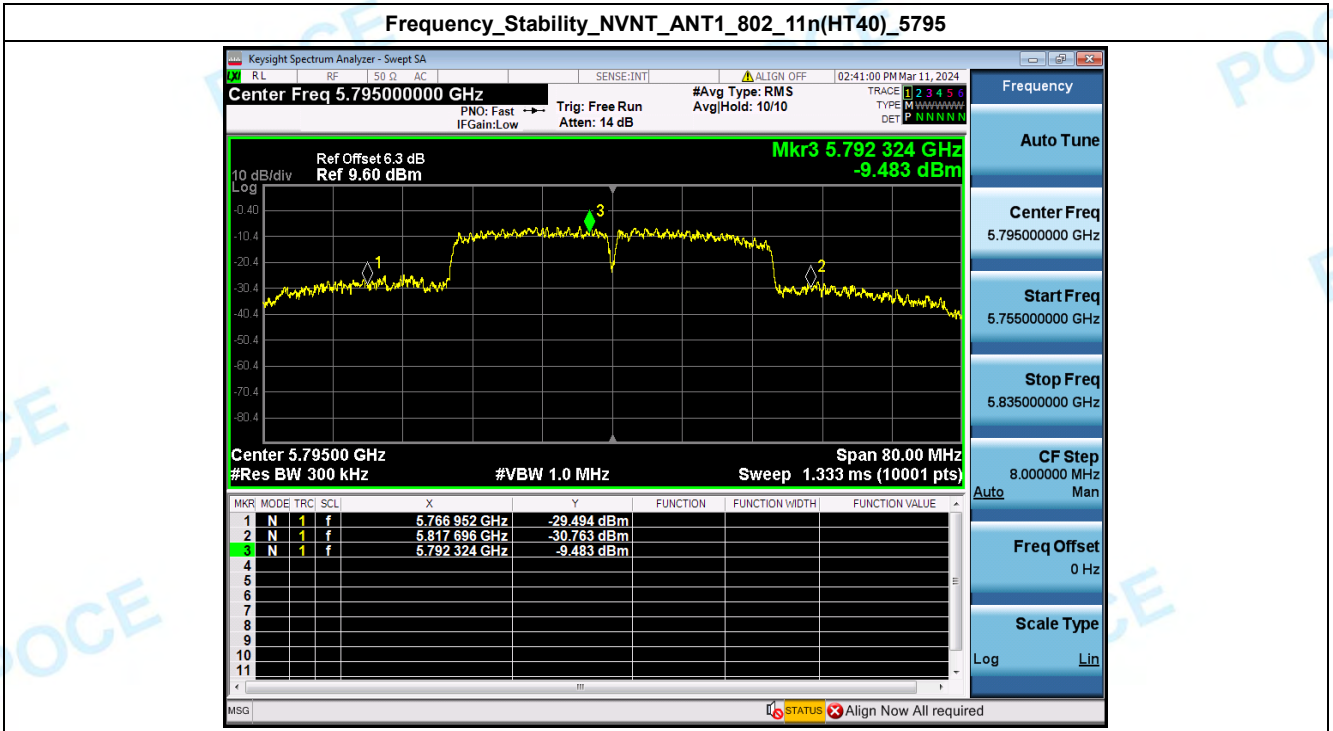 Frequency_Stability_NVNT_ANT1_802_11n(HT40)_5795
Keysight Spectrum Analyzer - Swept SA
LXI RL RF 50 Ω AC SENSE:INT ALIGN OFF 02:41:00 PM Mar 11, 2024
Center Freq 5.795000000 GHz #Avg Type: RMS TRACE 1 2 3 4 5 6
PNO: Fast Trig: Free Run Avg|Hold: 10/10 TYPE M WWWWW
IFGain:Low Atten: 14 dB DET P N N N N N
Mkr3 5.792 324 GHz
-9.483 dBm
Ref Offset 6.3 dB
10 dB/div Ref 9.60 dBm
Log
-0.40
-10.4
-20.4
-30.4
-40.4
-50.4
-60.4
-70.4
-80.4
1
3
2
Center 5.79500 GHz Span 80.00 MHz
#Res BW 300 kHz #VBW 1.0 MHz Sweep 1.333 ms (10001 pts)
MKR MODE TRC SCL X Y FUNCTION FUNCTION WIDTH FUNCTION VALUE
1 N 1 f 5.766 952 GHz -29.494 dBm
2 N 1 f 5.817 696 GHz -30.763 dBm
3 N 1 f 5.792 324 GHz -9.483 dBm
4
5
6
7
8
9
10
11
MSG STATUS Align Now All required
Frequency
Auto Tune
Center Freq
5.795000000 GHz
Start Freq
5.755000000 GHz
Stop Freq
5.835000000 GHz
CF Step
8.000000 MHz
Auto Man
Freq Offset
0 Hz
Scale Type
Log Lin
POCE